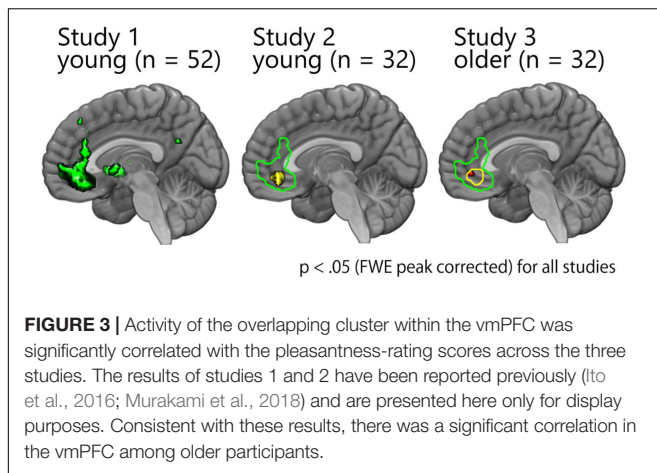 Study 1
young (n = 52)
Study 2
young (n = 32)
Study 3
older (n = 32)
p < .05 (FWE peak corrected) for all studies
FIGURE 3 | Activity of the overlapping cluster within the vmPFC was
significantly correlated with the pleasantness-rating scores across the three
studies. The results of studies 1 and 2 have been reported previously (Ito
et al., 2016; Murakami et al., 2018) and are presented here only for display
purposes. Consistent with these results, there was a significant correlation in
the vmPFC among older participants.